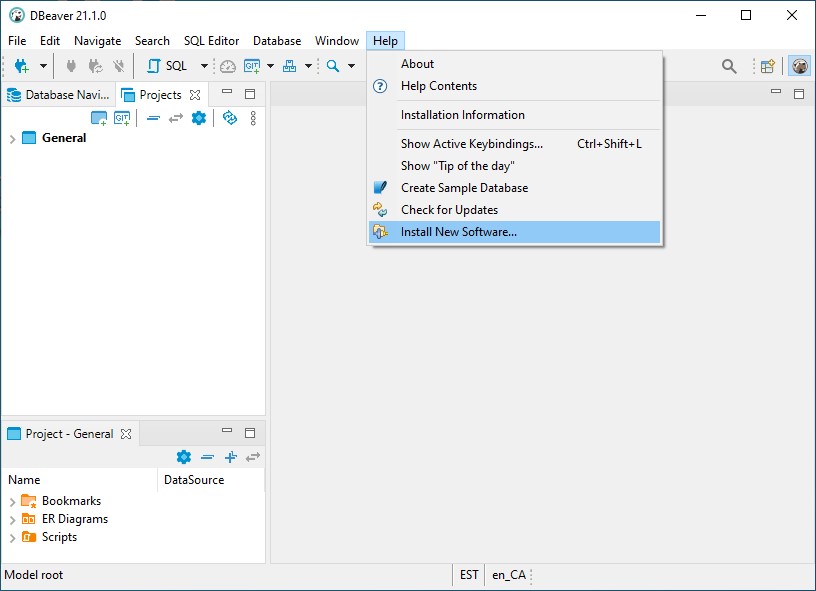 DBeaver 21.1.0
File Edit Navigate Search SQL Editor Database Window Help
SQL
GIT
Database Navi...
Projects
GIT
General
About
Help Contents
Installation Information
Show Active Keybindings... Ctrl+Shift+L
Show "Tip of the day"
Create Sample Database
Check for Updates
Install New Software...
Project - General
Name DataSource
Bookmarks
ER Diagrams
Scripts
Model root EST en_CA